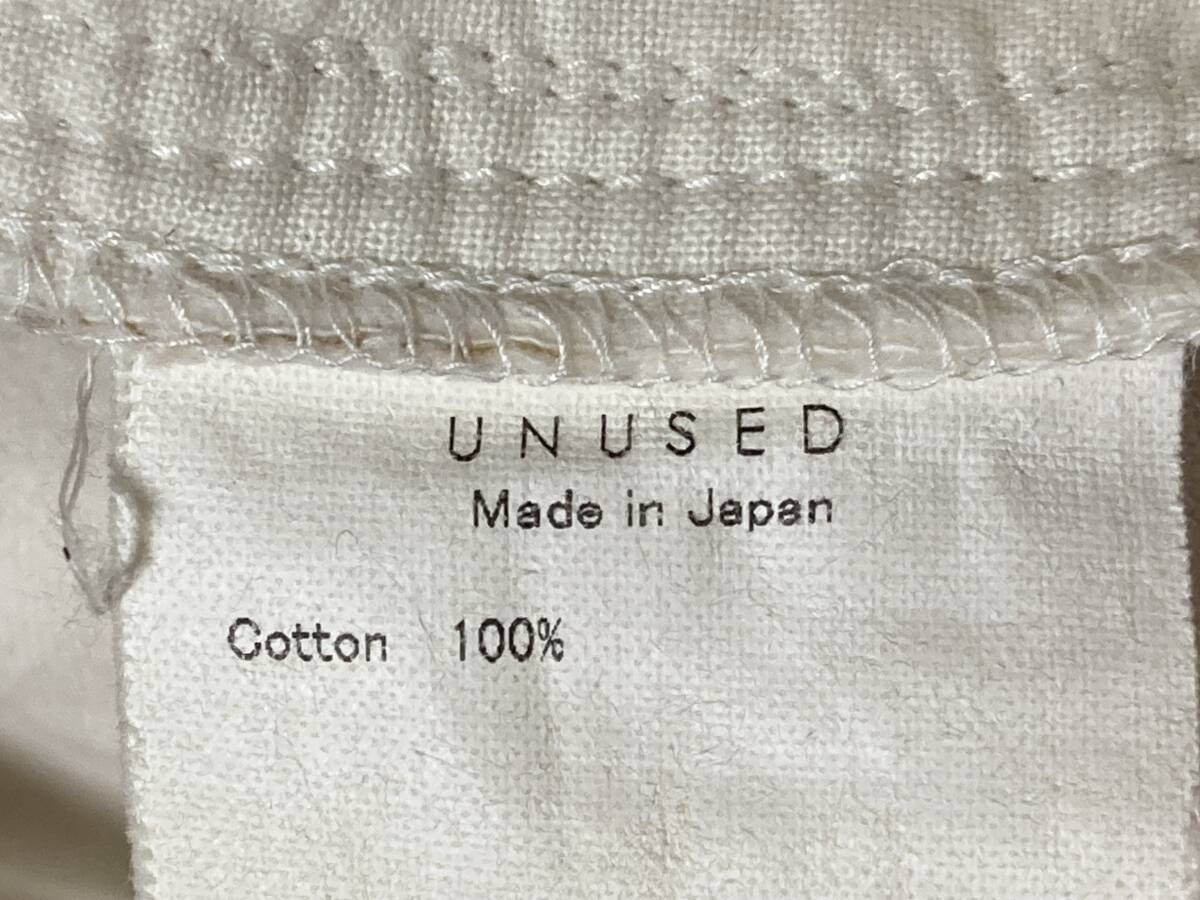 UNUSED
Made in Japan
Cotton 100%